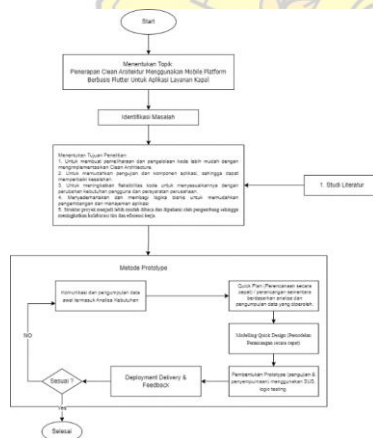 Start
Menentukan Topik:
Penerapan Clean Arsitektur Menggunakan Mobile Platform
Berbasis Flutter Untuk Aplikasi Layanan Kapal
Identifikasi Masalah
Menentukan Tujuan Penelitian:
1. Untuk membuat pemeliharaan dan pengelolaan kode lebih mudah dengan
mengimplementasikan Clean Architecture.
2. Untuk memudahkan pengujian dan komponen aplikasi, sehingga dapat
memperbaiki kesalahan.
3. Untuk meningkatkan fleksibilitas kode untuk menyesuaikannya dengan
perubahan kebutuhan pengguna dan persyaratan perusahaan.
4. Menyederhanakan dan membagi logika bisnis untuk memudahkan
pengembangan dan manajemen aplikasi.
5. Struktur proyek menjadi lebih mudah dibaca dan dipahami oleh pengembang sehingga
meningkatkan kolaborasi tim dan efisiensi kerja.
1. Studi Literatur
Metode Prototype
Komunikasi dan pengumpulan data
awal termasuk Analisa Kebutuhan
Quick Plan (Perencanaan secara
cepat) / perancangan sementara
berdasarkan analisa dan
pengumpulan data yang diperoleh.
Modelling Quick Design (Pemodelan
Perancangan secara cepat)
Pembentukan Prototype (pengujian &
penyempurnaan) menggunakan SUS,
logic testing
Deployment Delivery &
Feedback
Sesuai ?
NO
Yes
Selesai